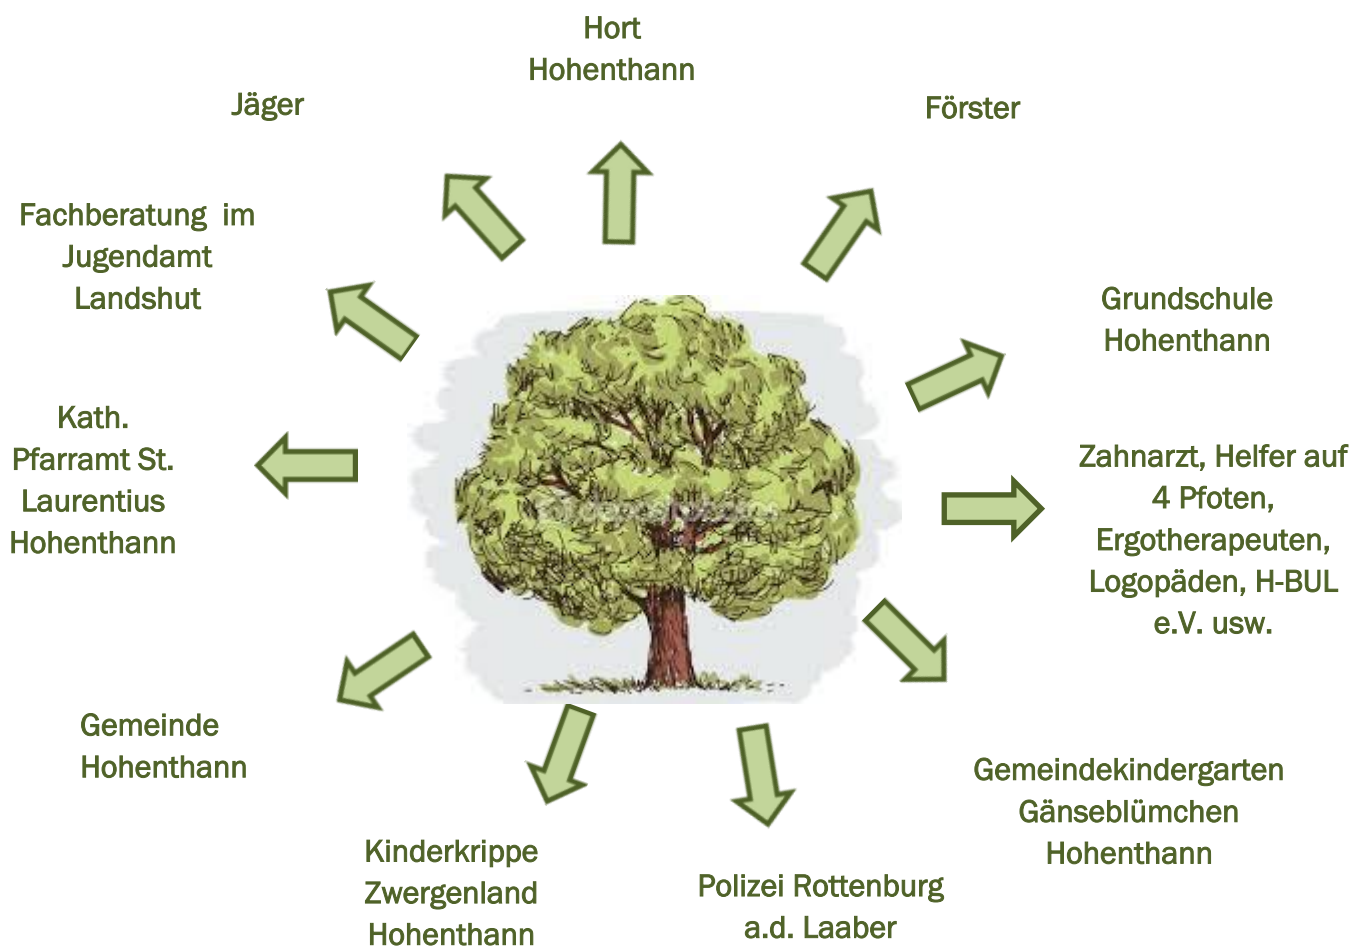 Hort
Hohenthann
Jäger
Förster
Fachberatung im
Jugendamt
Landshut
Grundschule
Hohenthann
Kath.
Pfarramt St.
Laurentius
Hohenthann
Zahnarzt, Helfer auf
4 Pfoten,
Ergotherapeuten,
Logopäden, H-BUL
e.V. usw.
Gemeinde
Hohenthann
Gemeindekindergarten
Gänseblümchen
Hohenthann
Kinderkrippe
Zwergenland
Hohenthann
Polizei Rottenburg
a.d. Laaber